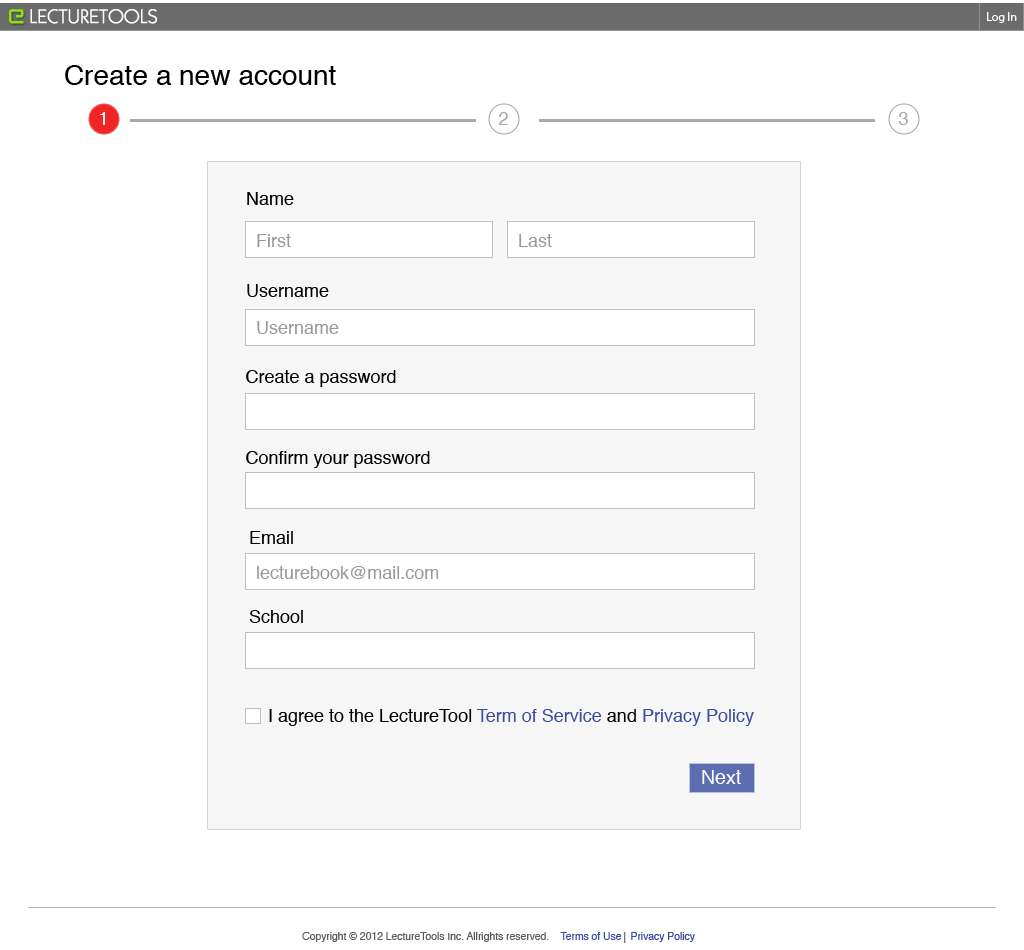 LECTURETOOLS Log In
Create a new account
1 2 3
Name
First Last
Username
Username
Create a password
Confirm your password
Email
lecturebook@mail.com
School
I agree to the LectureTool Term of Service and Privacy Policy
Next
Copyright © 2012 LectureTools Inc. Allrights reserved. Terms of Use | Privacy Policy